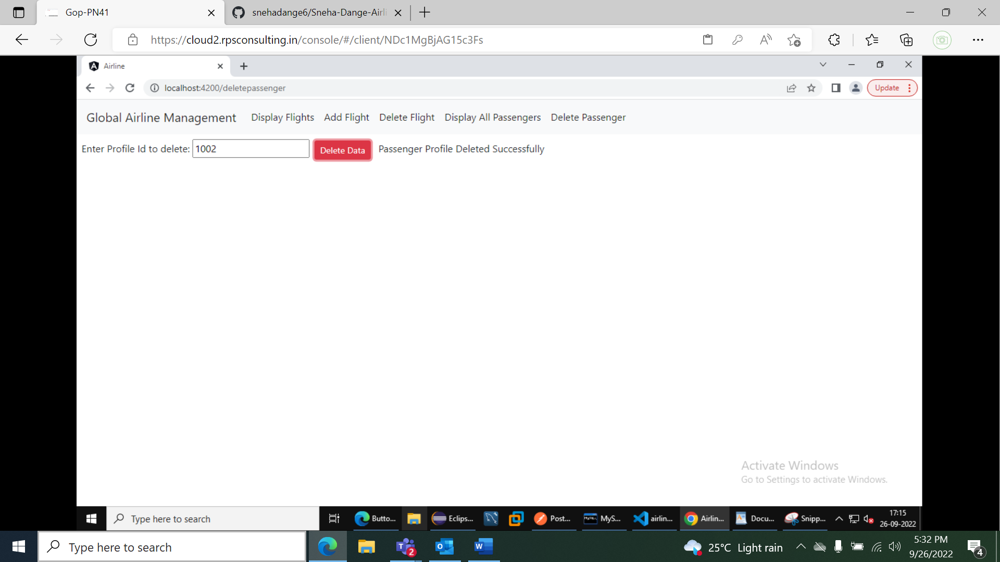 Gop-PN41
snehadange6/Sneha-Dange-Airli
https://cloud2.rpsconsulting.in/console/#/client/NDc1MgBjAG15c3Fs
Airline
localhost:4200/deletepassenger
Update
Global Airline Management Display Flights Add Flight Delete Flight Display All Passengers Delete Passenger
Enter Profile Id to delete: 1002 Delete Data Passenger Profile Deleted Successfully
Activate Windows
Go to Settings to activate Windows.
Type here to search
Butto...
Eclips...
Post...
MyS...
airlin...
Airlin...
Docu...
Snipp...
17:15
26-09-2022
Type here to search
2
25°C Light rain
5:32 PM
9/26/2022
4